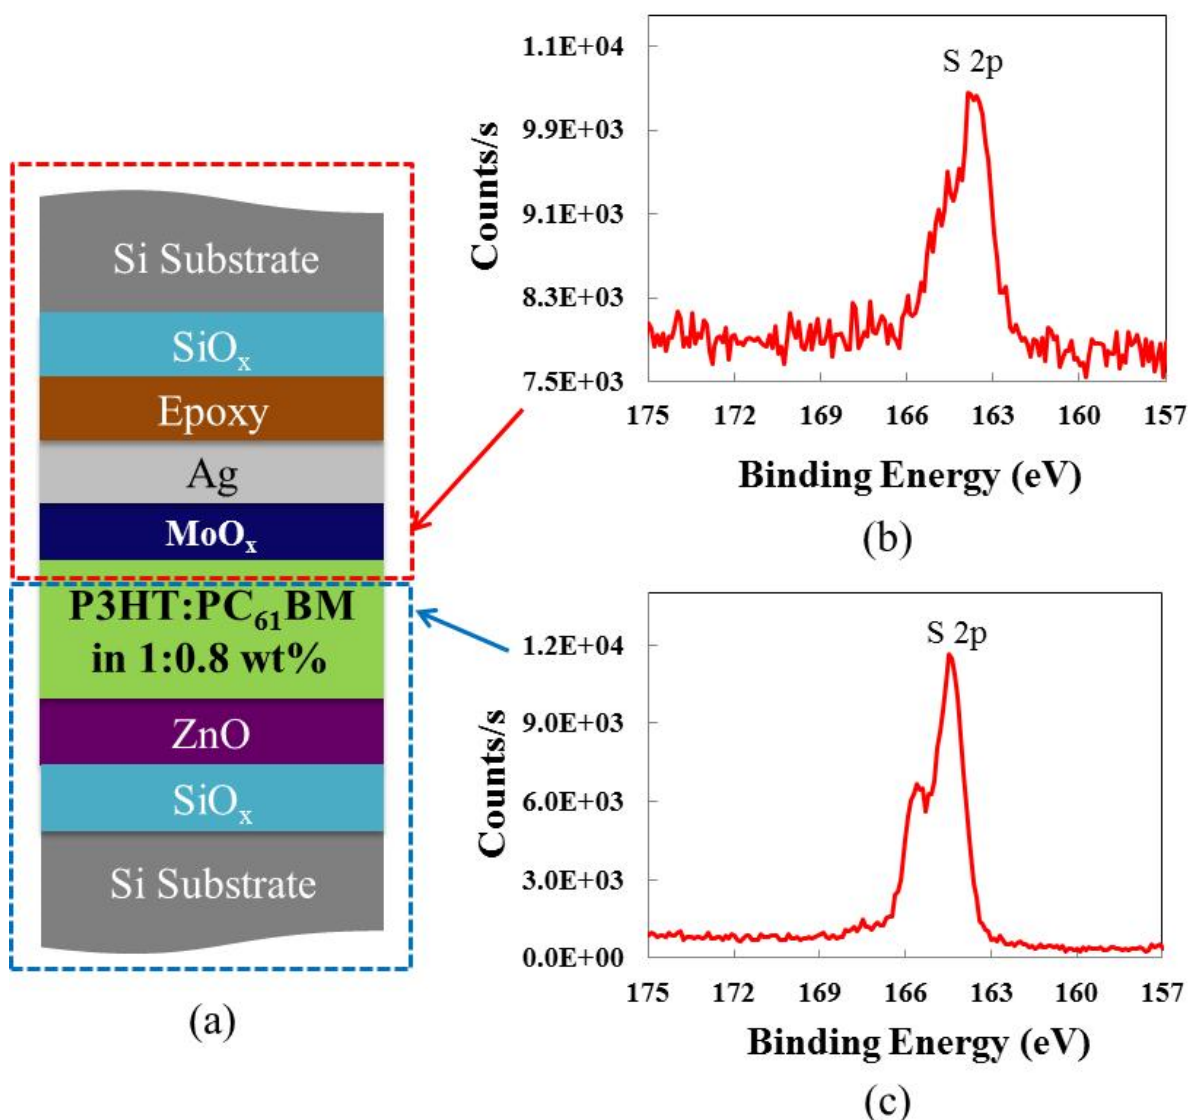 Si Substrate
SiOₓ
Epoxy
Ag
MoOₓ
P3HT:PC₆₁BM
in 1:0.8 wt%
ZnO
SiOₓ
Si Substrate
(a)
S 2p
1.1E+04
9.9E+03
9.1E+03
8.3E+03
7.5E+03
Counts/s
175 172 169 166 163 160 157
Binding Energy (eV)
(b)
S 2p
1.2E+04
9.0E+03
6.0E+03
3.0E+03
0.0E+00
Counts/s
175 172 169 166 163 160 157
Binding Energy (eV)
(c)